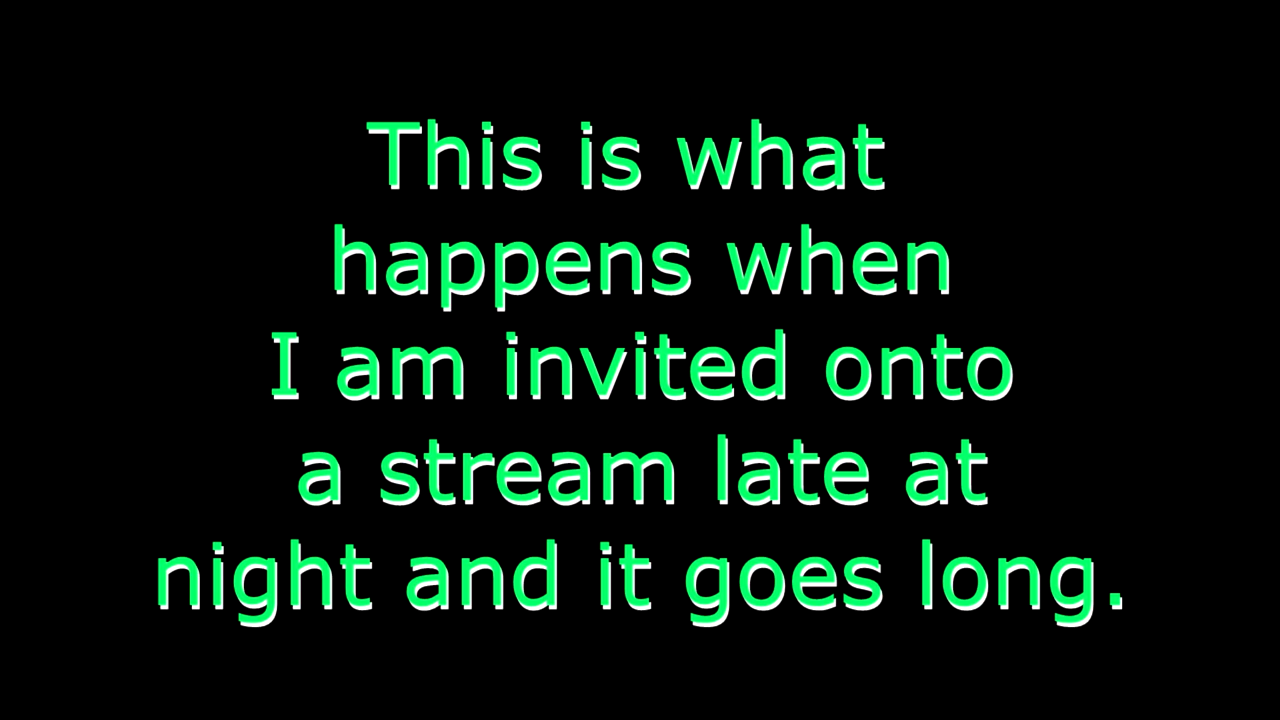 This is what
happens when
I am invited onto
a stream late at
night and it goes long.